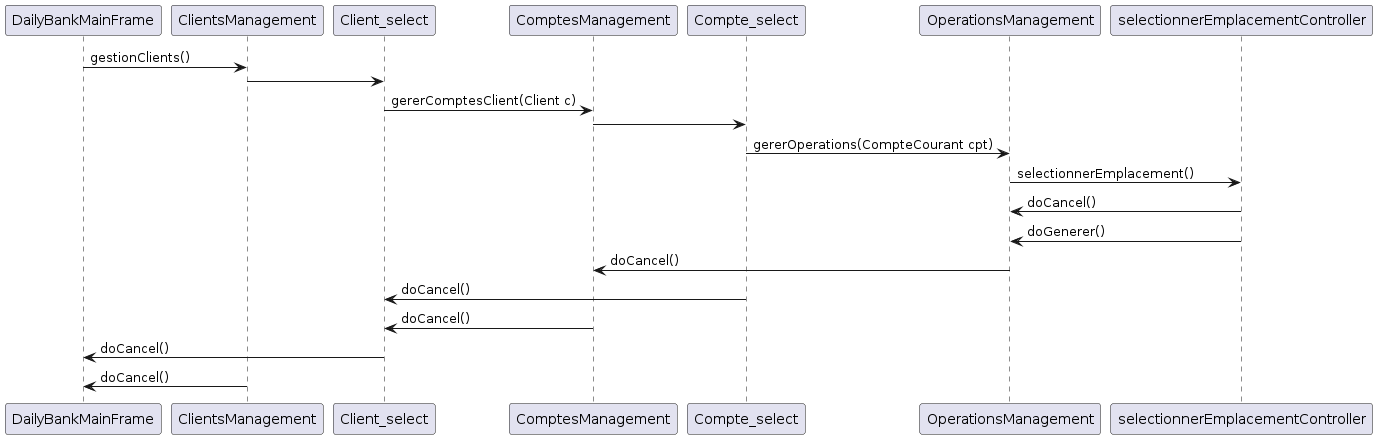 DailyBankMainFrame ClientsManagement Client_select ComptesManagement Compte_select OperationsManagement selectionnerEmplacementController
gestionClients()
gererComptesClient(Client c)
gererOperations(CompteCourant cpt)
selectionnerEmplacement()
doCancel()
doGenerer()
doCancel()
doCancel()
doCancel()
doCancel()
doCancel()
DailyBankMainFrame ClientsManagement Client_select ComptesManagement Compte_select OperationsManagement selectionnerEmplacementController